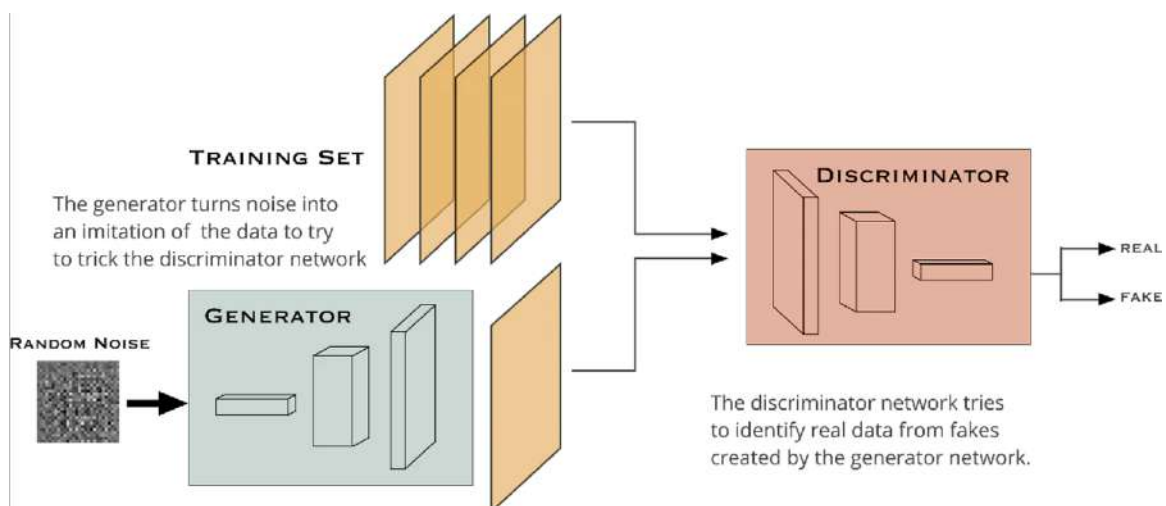 TRAINING SET
The generator turns noise into
an imitation of the data to try
to trick the discriminator network
GENERATOR
RANDOM NOISE
DISCRIMINATOR
REAL
FAKE
The discriminator network tries
to identify real data from fakes
created by the generator network.